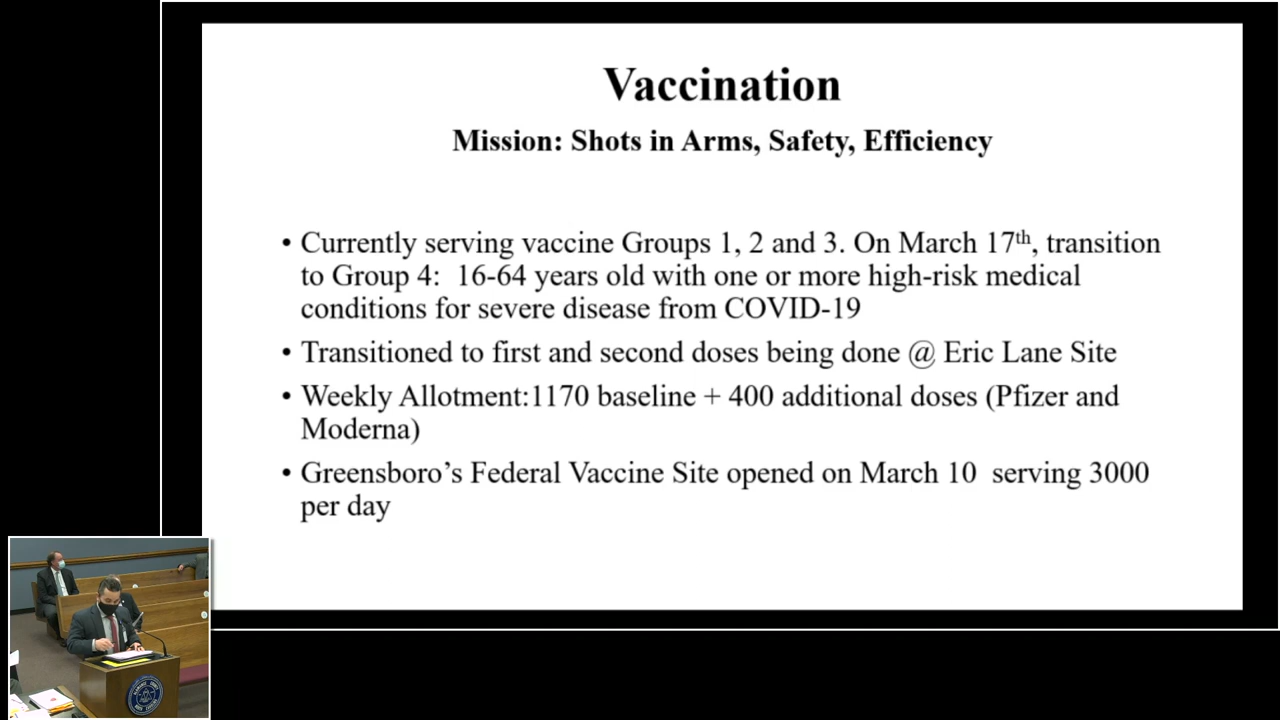 Vaccination
Mission: Shots in Arms, Safety, Efficiency
• Currently serving vaccine Groups 1, 2 and 3. On March 17th, transition
to Group 4:  16-64 years old with one or more high-risk medical
conditions for severe disease from COVID-19
• Transitioned to first and second doses being done @ Eric Lane Site
• Weekly Allotment:1170 baseline + 400 additional doses (Pfizer and
Moderna)
• Greensboro’s Federal Vaccine Site opened on March 10  serving 3000
per day